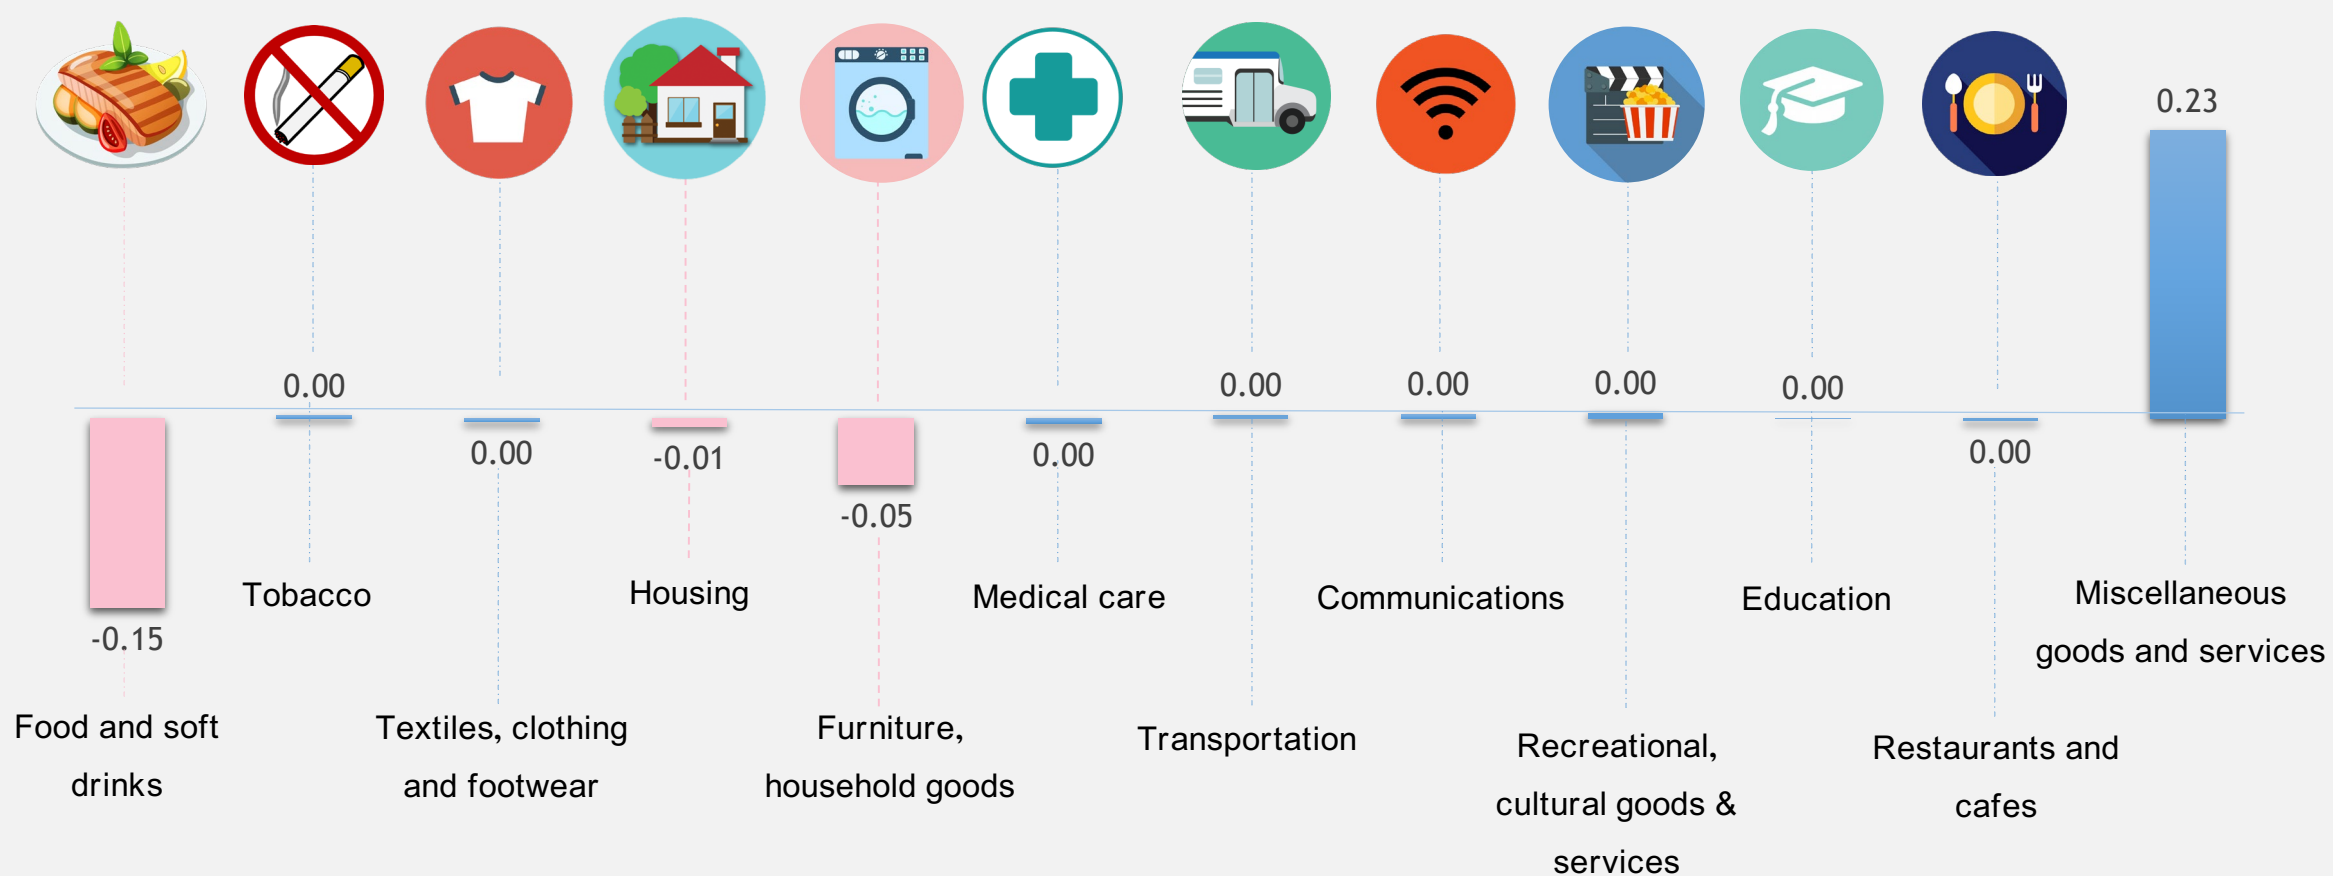 0.23
0.00
0.00
0.00
0.00
0.00
0.00
-0.01
0.00
0.00
-0.05
-0.15
Tobacco
Housing
Medical care
Communications
Education
Miscellaneous
goods and services
Food and soft
drinks
Textiles, clothing
and footwear
Furniture,
household goods
Transportation
Recreational,
cultural goods &
services
Restaurants and
cafes